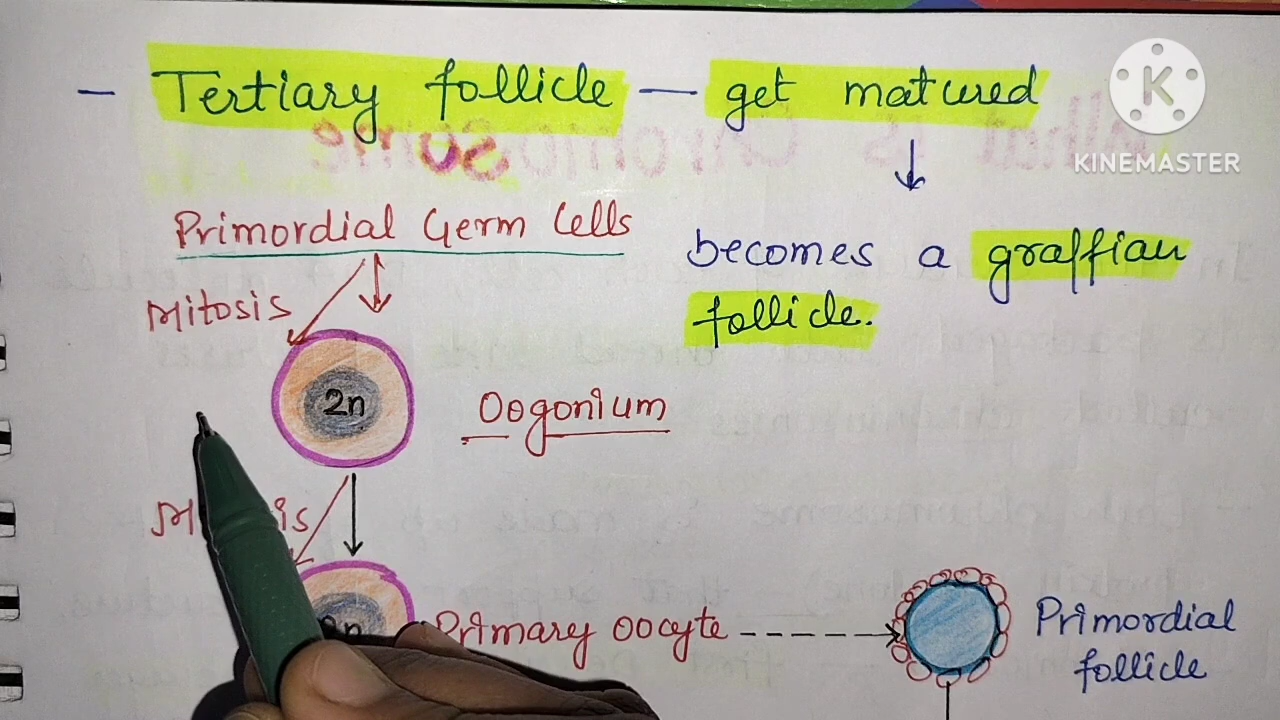 - Tertiary follicle — get matured
KINEMASTER
Primordial Germ Cells
becomes a graffian
follicle.
Mitosis
2n
Oogonium
Primary oocyte
Primordial
follicle